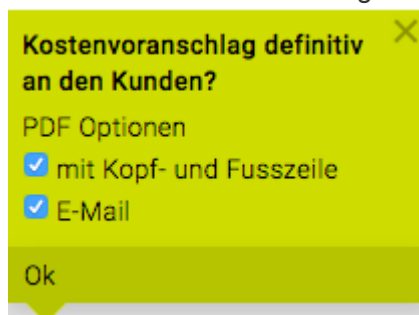 Kostenvoranschlag definitiv
an den Kunden?
PDF Optionen
mit Kopf- und Fusszeile
E-Mail
Ok